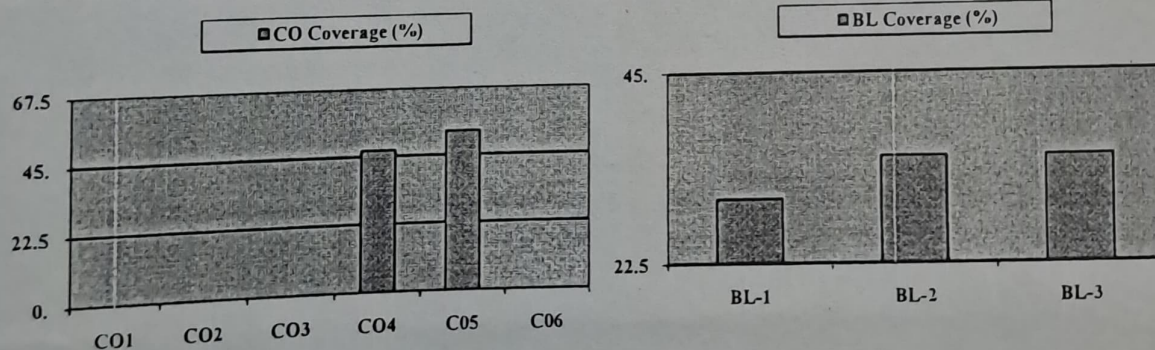 CO Coverage (%)
67.5
45.
22.5
0.
CO1 CO2 CO3 CO4 C05 C06
BL Coverage (%)
45.
22.5
BL-1 BL-2 BL-3